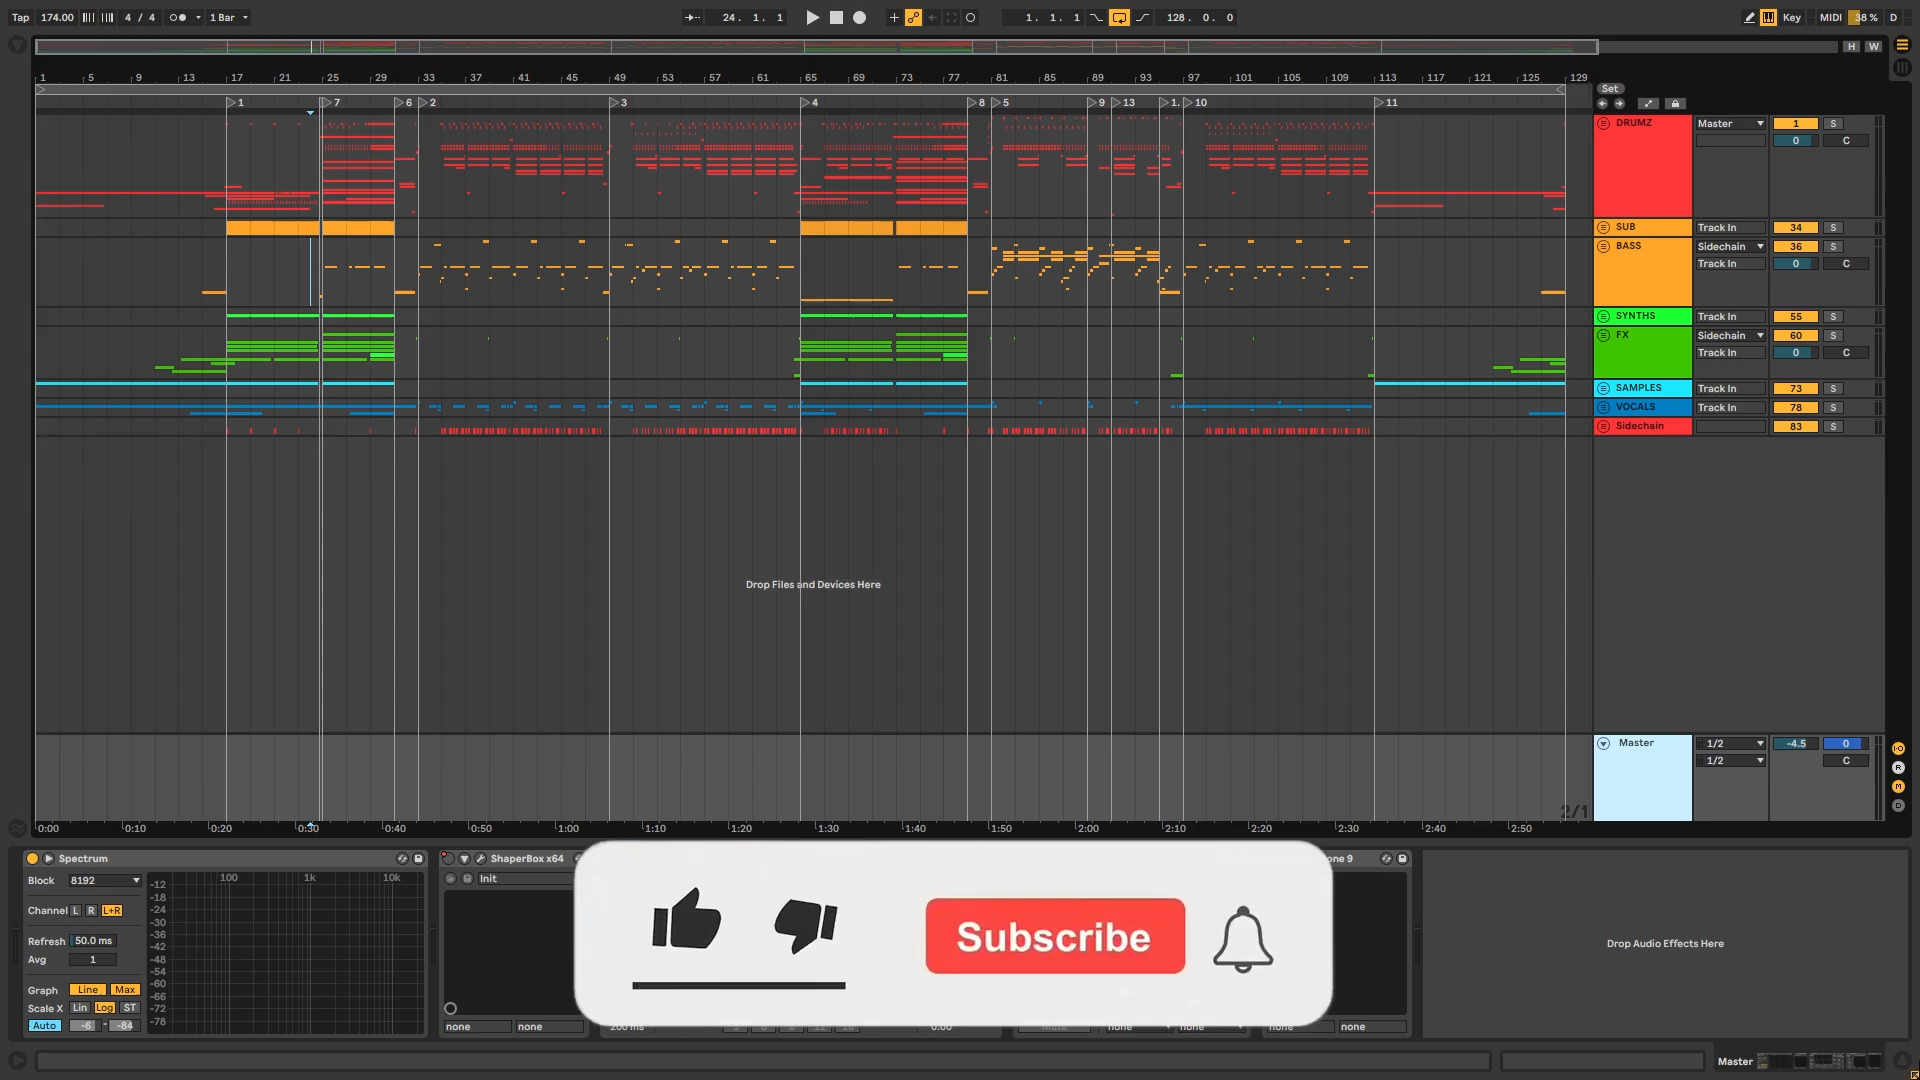 Tap 174.00 4 / 4 1 Bar 24. 1. 1 1. 1. 1 128. 0. 0 Key MIDI 38 % D
H W
1 5 9 13 17 21 25 29 33 37 41 45 49 53 57 61 65 69 73 77 81 85 89 93 97 101 105 109 113 117 121 125 129
Set
1 7 6 2 3 4 8 5 9 13 1. 10 11
DRUMZ Master 1 S
0 C
SUB Track In 34 S
BASS Sidechain 36 S
Track In 0 C
SYNTHS Track In 55 S
FX Sidechain 60 S
Track In 0 C
SAMPLES Track In 73 S
VOCALS Track In 78 S
Sidechain 83 S
Drop Files and Devices Here
Master 1/2 -4.5 0
1/2 C
R
M
D
2/1
0:00 0:10 0:20 0:30 0:40 0:50 1:00 1:10 1:20 1:30 1:40 1:50 2:00 2:10 2:20 2:30 2:40 2:50
Spectrum
Block 8192
Channel L R L+R
Refresh 50.0 ms
Avg 1
Graph Line Max
Scale X Lin Log ST
Auto -6 - -84
100 1k 10k
-12
-18
-24
-30
-36
-42
-48
-54
-60
-66
-72
-78
ShaperBox x64
Init
none none
Subscribe
one 9
none
Drop Audio Effects Here
Master